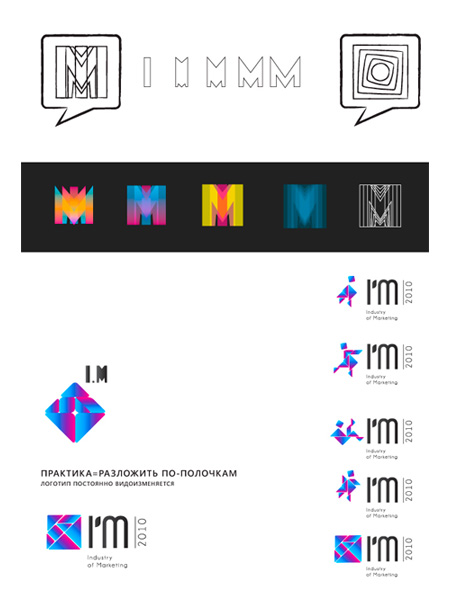 I M M M M
I'M 2010
Industry
of Marketing
I'M 2010
Industry
of Marketing
I.M
I'M 2010
Industry
of Marketing
ПРАКТИКА=РАЗЛОЖИТЬ ПО-ПОЛОЧКАМ
ЛОГОТИП ПОСТОЯННО ВИДОИЗМЕНЯЕТСЯ
I'M 2010
Industry
of Marketing
I'M 2010
Industry
of Marketing
I'M 2010
Industry
of Marketing